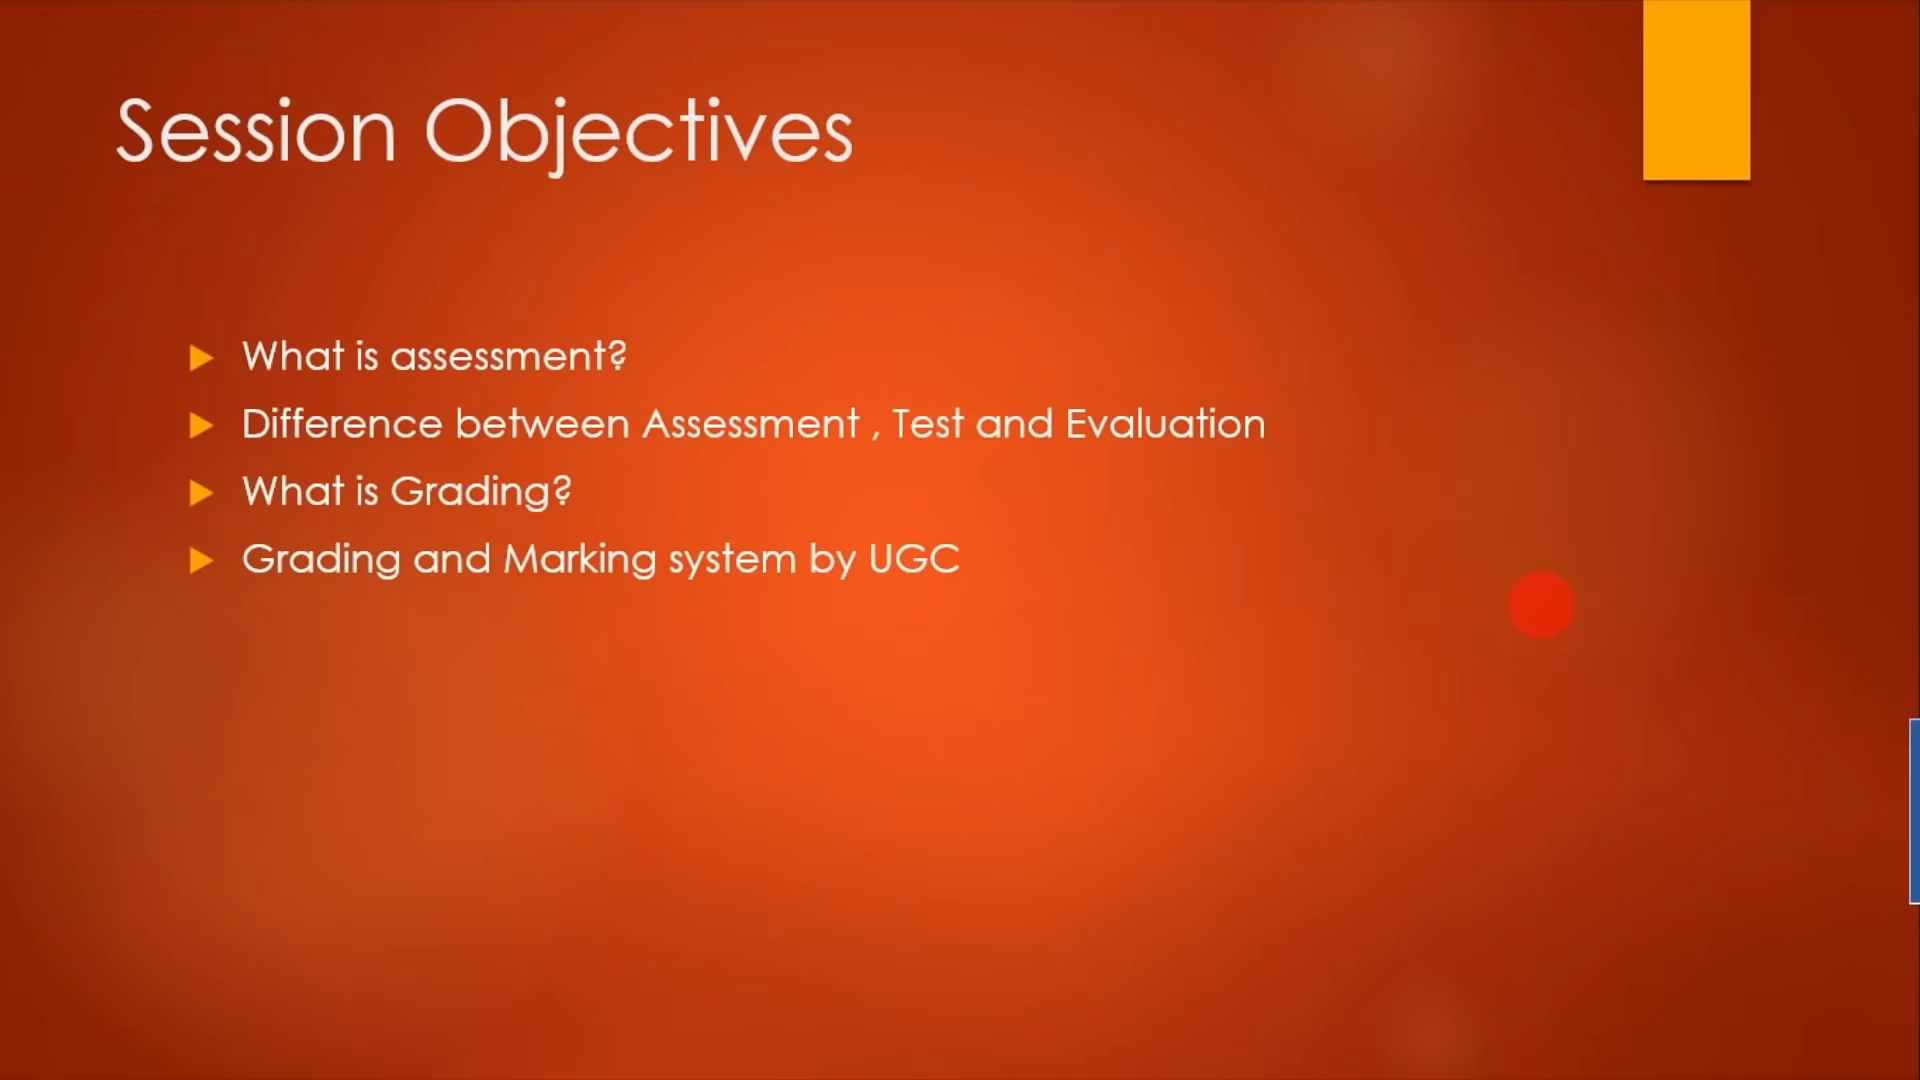 Session Objectives
What is assessment?
Difference between Assessment , Test and Evaluation
What is Grading?
Grading and Marking system by UGC